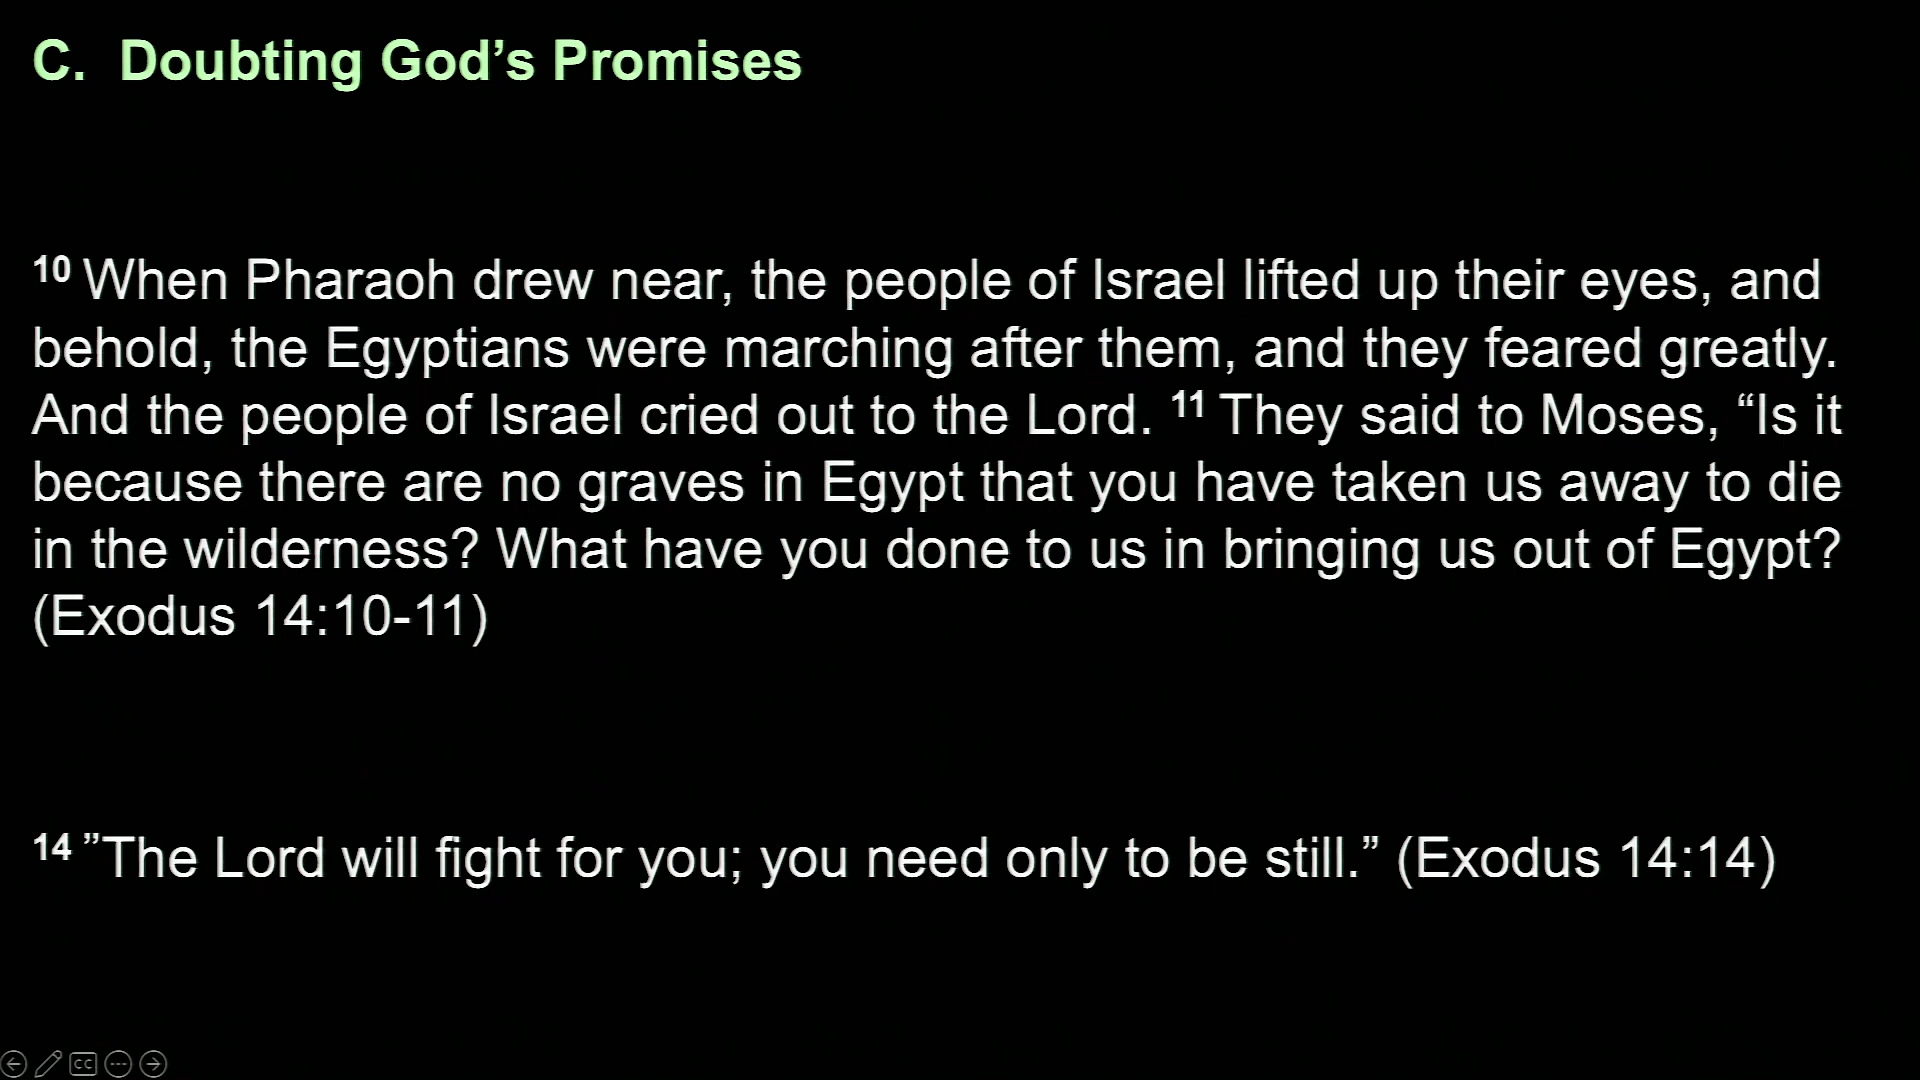 C. Doubting God’s Promises
10 When Pharaoh drew near, the people of Israel lifted up their eyes, and
behold, the Egyptians were marching after them, and they feared greatly.
And the people of Israel cried out to the Lord. 11 They said to Moses, “Is it
because there are no graves in Egypt that you have taken us away to die
in the wilderness? What have you done to us in bringing us out of Egypt?
(Exodus 14:10-11)
14 ”The Lord will fight for you; you need only to be still.” (Exodus 14:14)
CC